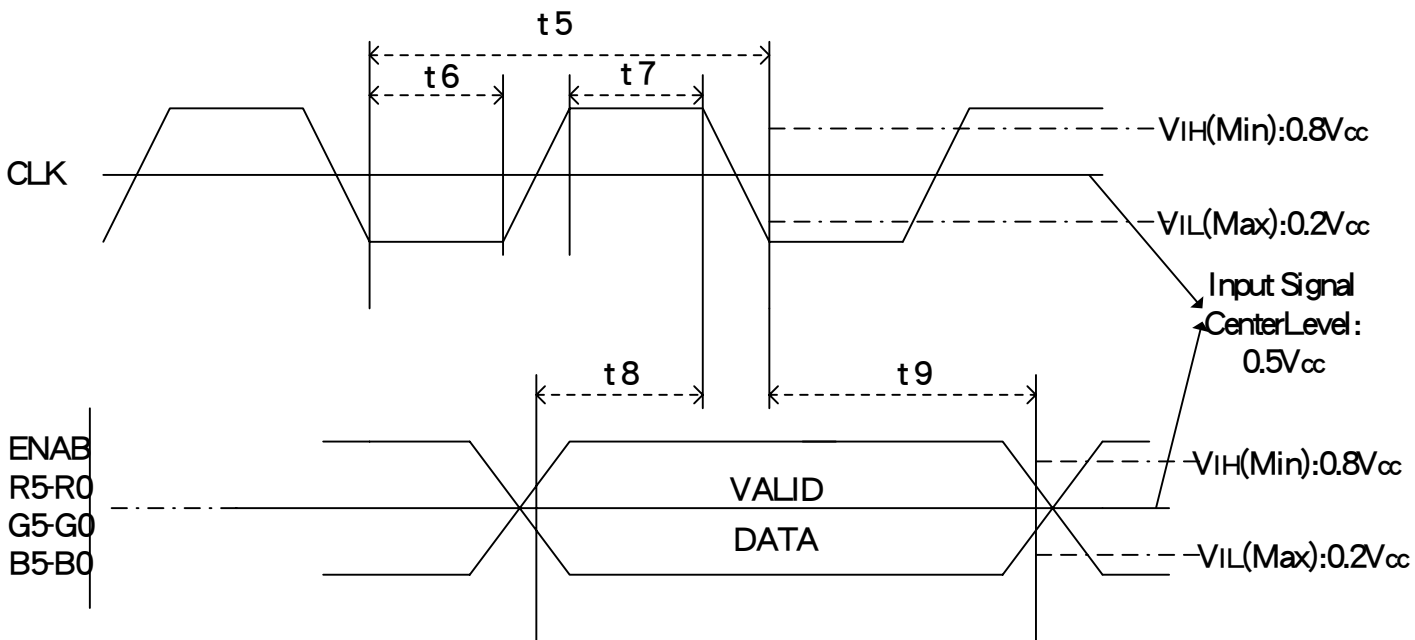 t5
t6
t7
VIH(Min):0.8Vcc
CLK
VIL(Max):0.2Vcc
Input Signal
CenterLevel:
0.5Vcc
t8
t9
ENAB
R5-R0
G5-G0
B5-B0
VALID
DATA
VIH(Min):0.8Vcc
VIL(Max):0.2Vcc